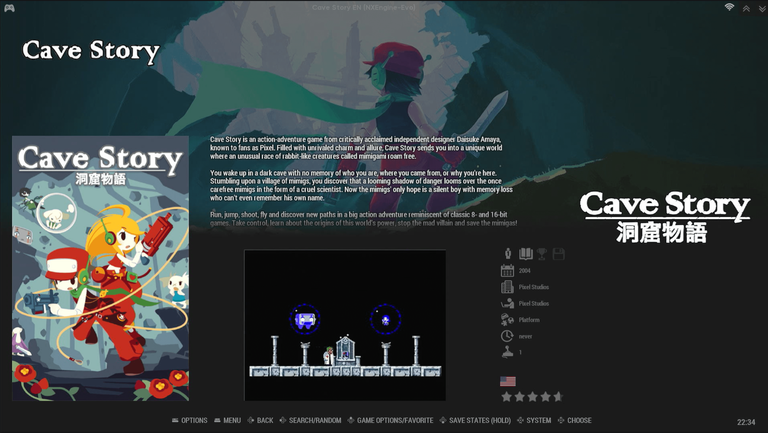 Cave Story
Cave Story
洞窟物語
Cave Story is an action-adventure game from critically acclaimed independent designer Daisuke Amaya,
known to fans as Pixel. Filled with unrivaled charm and allure, Cave Story sends you into a unique world
where an unusual race of rabbit-like creatures called mimigami roam free.
You wake up in a dark cave with no memory of who you are, where you came from, or why you're here.
Stumbling upon a village of mimigs, you discover that a looming shadow of danger looms over the once
carefree mimigs in the form of a cruel scientist. Now the mimigs' only hope is a silent boy with memory loss
who can't even remember his own name.
Run, jump, shoot, fly and discover new paths in a big action adventure reminiscent of classic 8- and 16-bit
games. Take control, learn about the origins of this world's power, stop the mad villain and save the mimigas!
Cave Story
洞窟物語
2004
Pixel Studios
Pixel Studios
Platform
never
1
OPTIONS MENU BACK SEARCH/RANDOM GAME OPTIONS/FAVORITE SAVE STATES (HOLD) SYSTEM CHOOSE
22:34